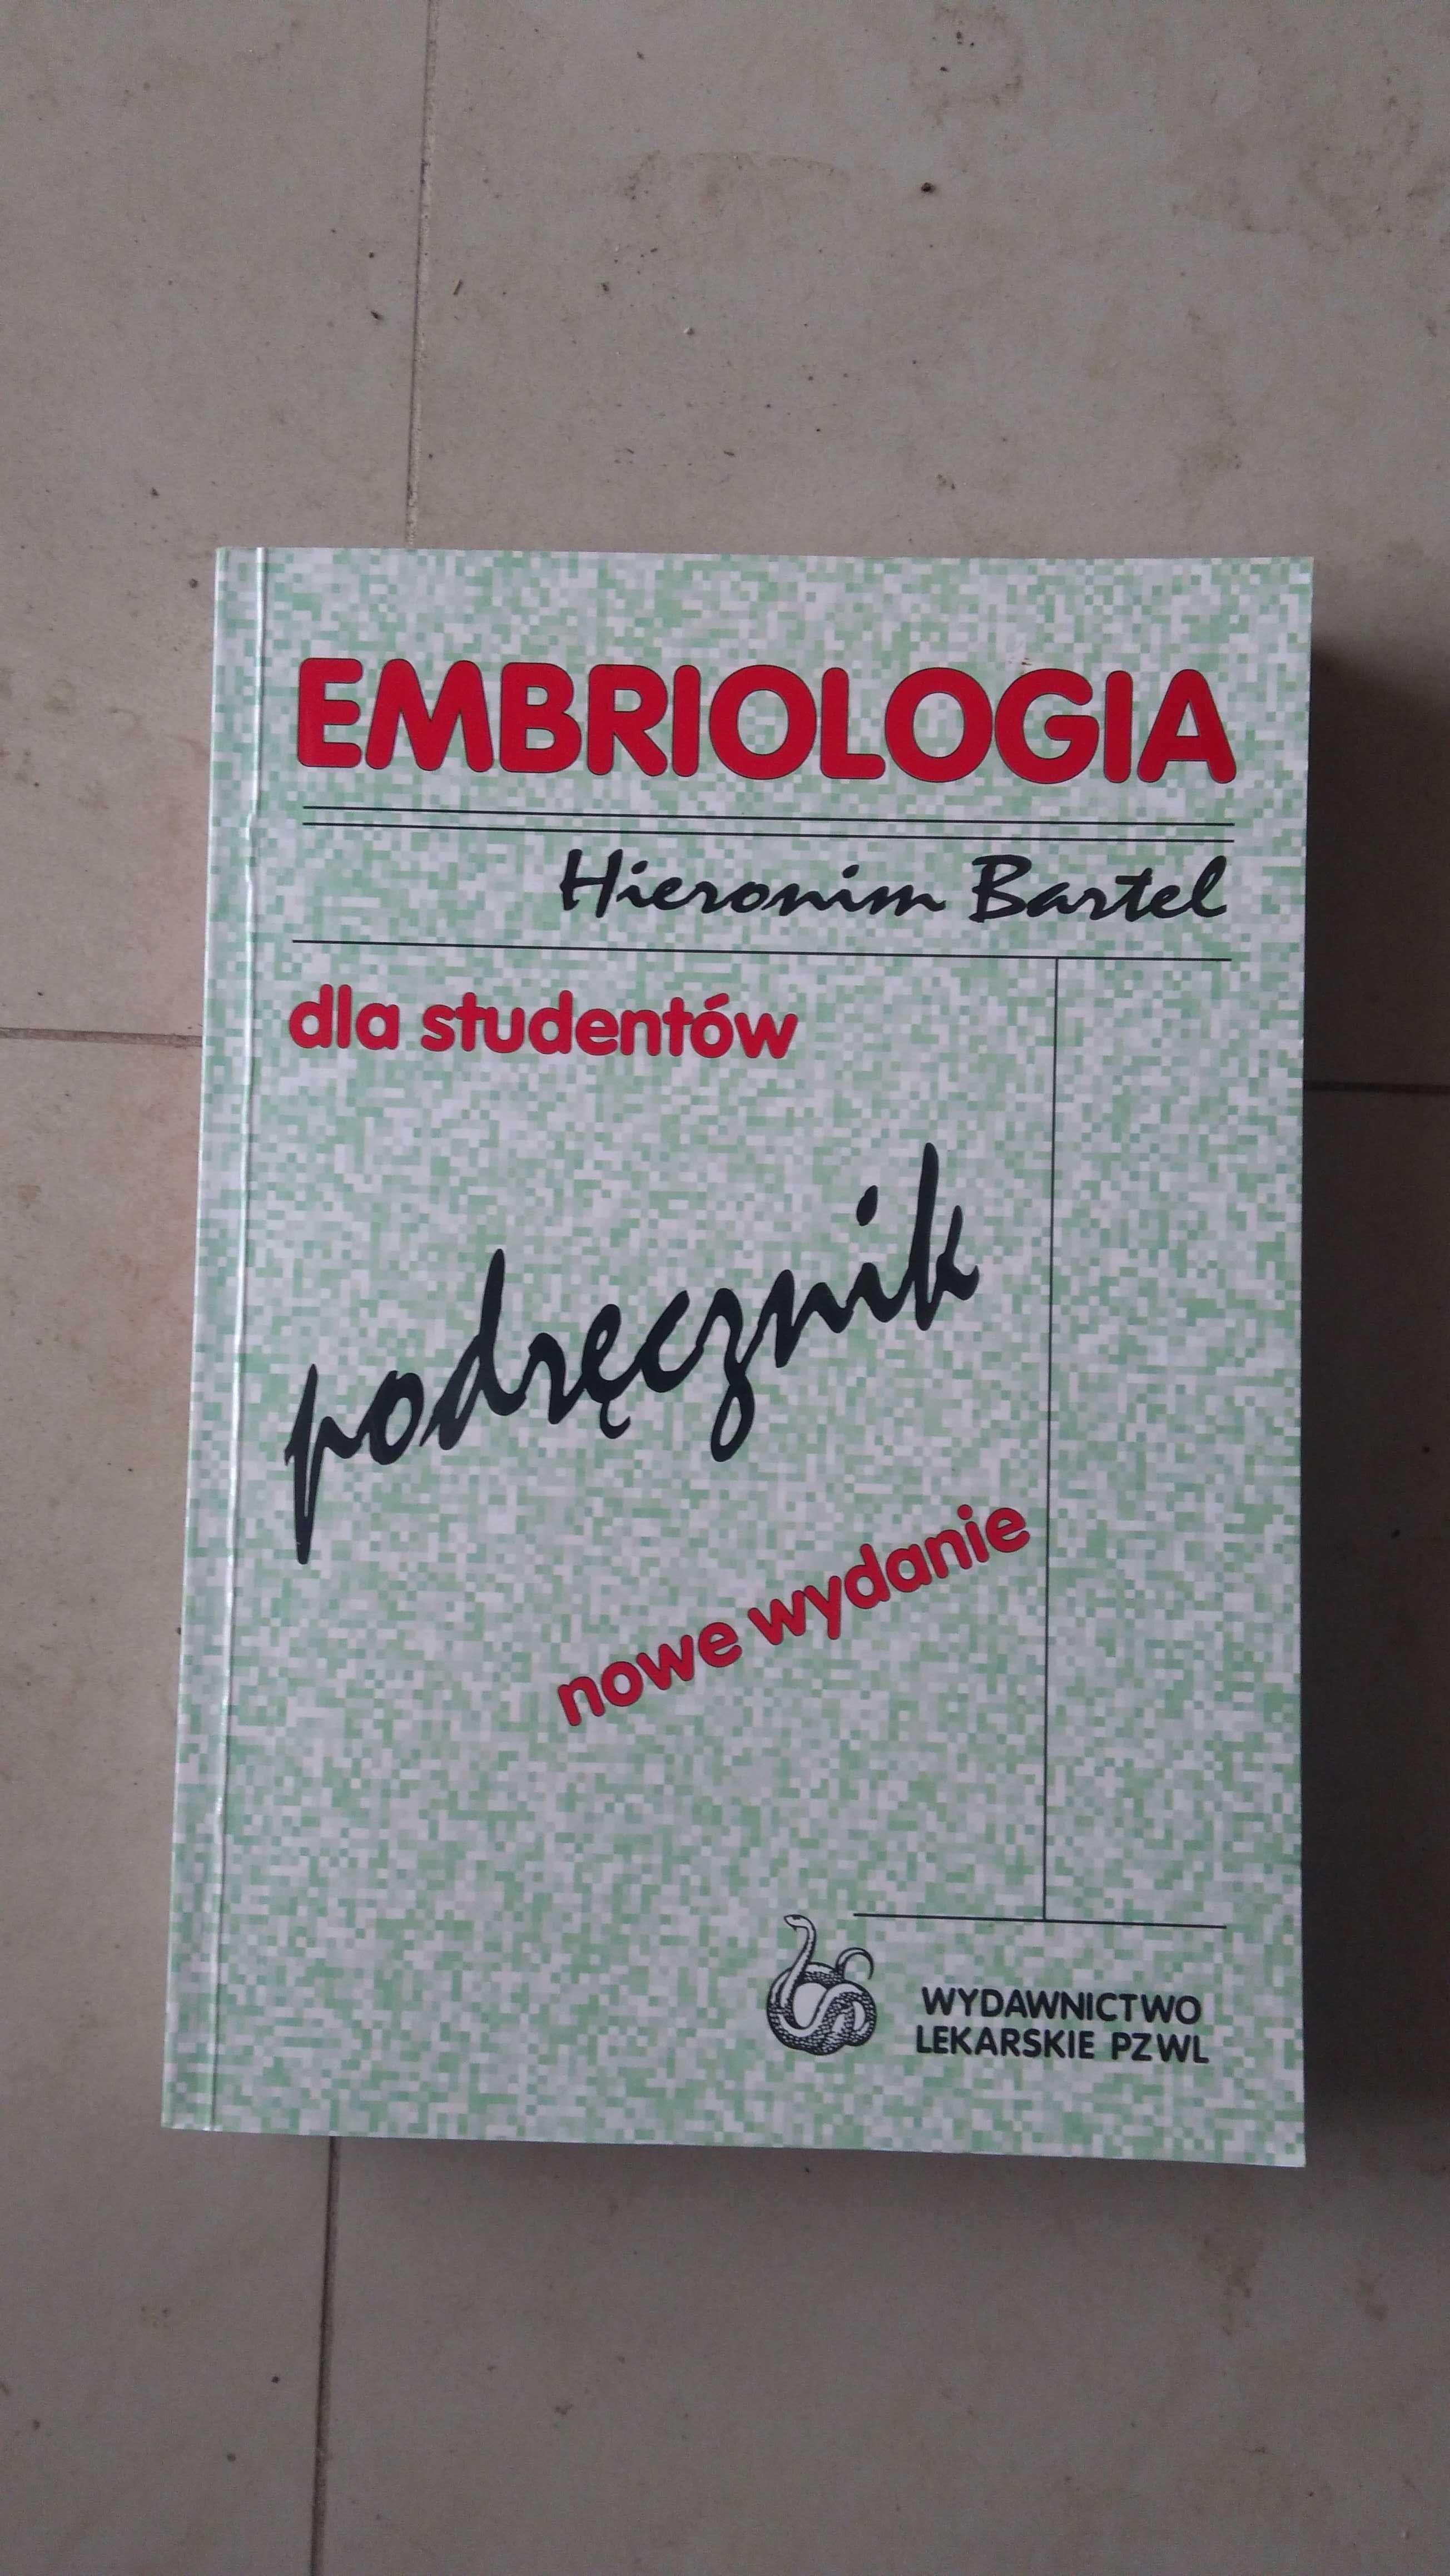 EMBRIOLOGIA
Hieronim Bartel
dla studentów
podręcznik
nowe wydanie
WYDAWNICTWO
LEKARSKIE PZWL